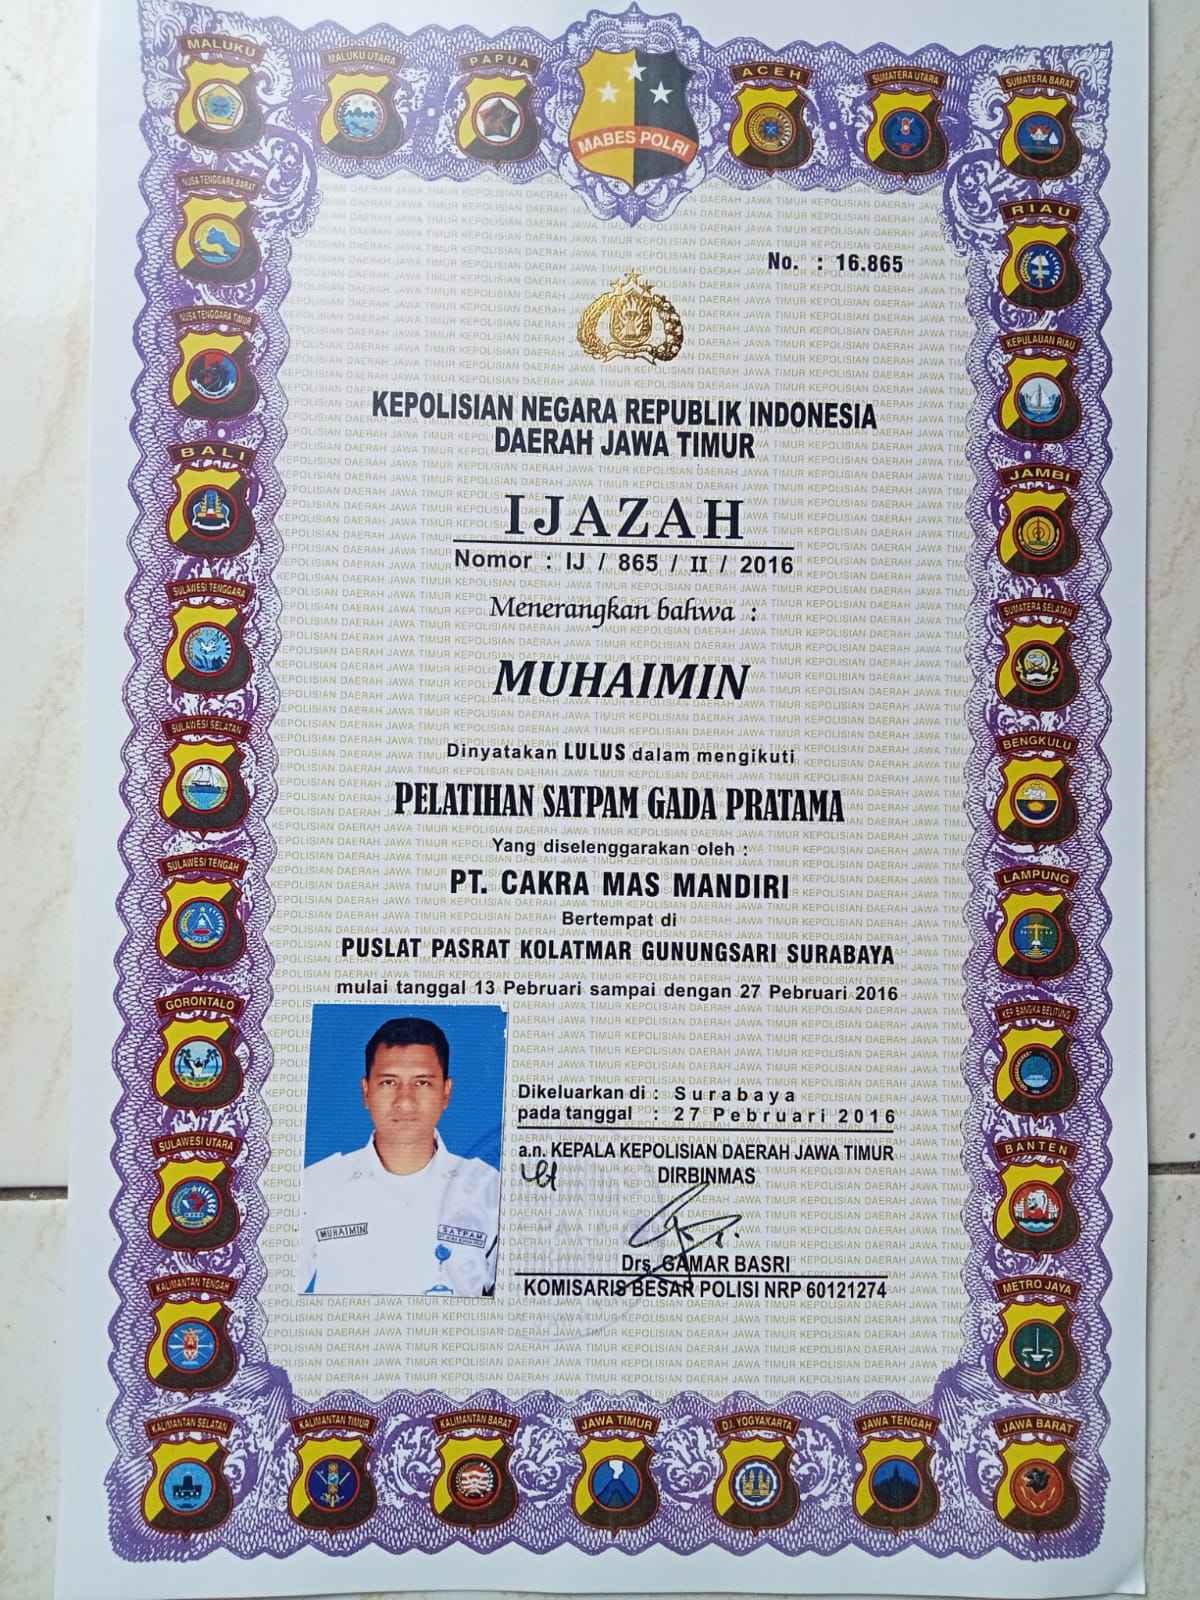 MALUKU
MALUKU UTARA
PAPUA
MABES POLRI
ACEH
SUMATERA UTARA
SUMATERA BARAT
NUSA TENGGARA BARAT
RIAU
NUSA TENGGARA TIMUR
KEPULAUAN RIAU
BALI
JAMBI
SULAWESI TENGGARA
SUMATERA SELATAN
SULAWESI SELATAN
BENGKULU
SULAWESI TENGAH
LAMPUNG
GORONTALO
KEP. BANGKA BELITUNG
SULAWESI UTARA
BANTEN
KALIMANTAN TENGAH
METRO JAYA
KALIMANTAN SELATAN
KALIMANTAN TIMUR
KALIMANTAN BARAT
JAWA TIMUR
D.I. YOGYAKARTA
JAWA TENGAH
JAWA BARAT
No. : 16.865
KEPOLISIAN NEGARA REPUBLIK INDONESIA
DAERAH JAWA TIMUR
IJAZAH
Nomor : IJ / 865 / II / 2016
Menerangkan bahwa :
MUHAIMIN
Dinyatakan LULUS dalam mengikuti
PELATIHAN SATPAM GADA PRATAMA
Yang diselenggarakan oleh :
PT. CAKRA MAS MANDIRI
Bertempat di
PUSLAT PASRAT KOLATMAR GUNUNGSARI SURABAYA
mulai tanggal 13 Pebruari sampai dengan 27 Pebruari 2016
Dikeluarkan di : Surabaya
pada tanggal : 27 Pebruari 2016
a.n. KEPALA KEPOLISIAN DAERAH JAWA TIMUR
DIRBINMAS
Drs. GAMAR BASRI
KOMISARIS BESAR POLISI NRP 60121274
MUHAIMIN
SATPAM